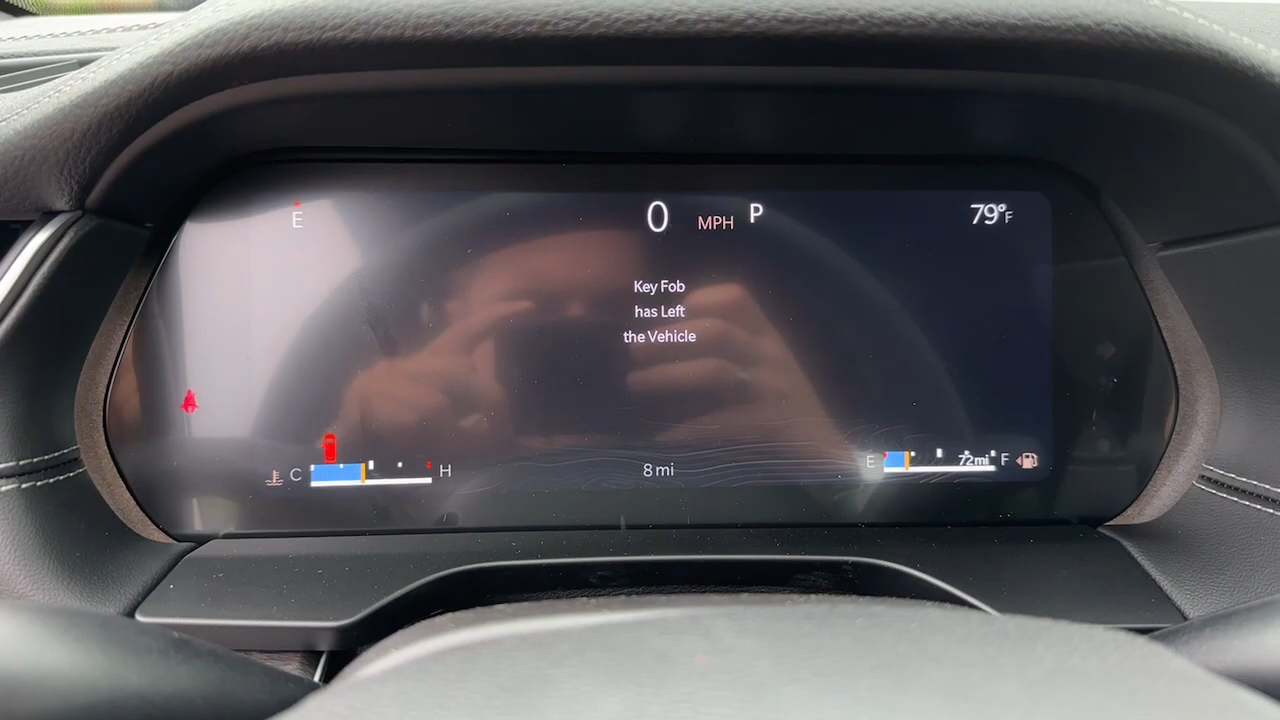 E
0 MPH P
79°F
Key Fob
has Left
the Vehicle
C H
8 mi
E 72mi F